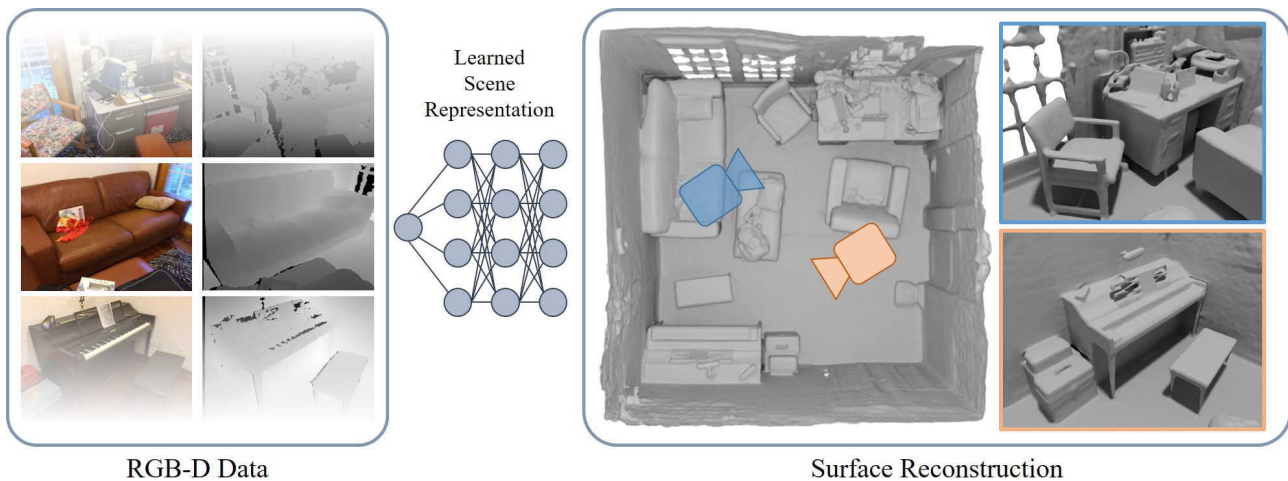 Learned
Scene
Representation
RGB-D Data
Surface Reconstruction